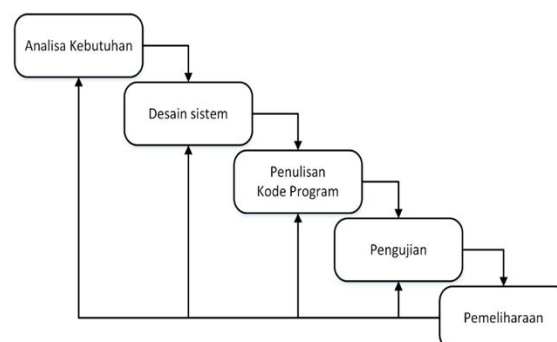 Analisa Kebutuhan
Desain sistem
Penulisan
Kode Program
Pengujian
Pemeliharaan